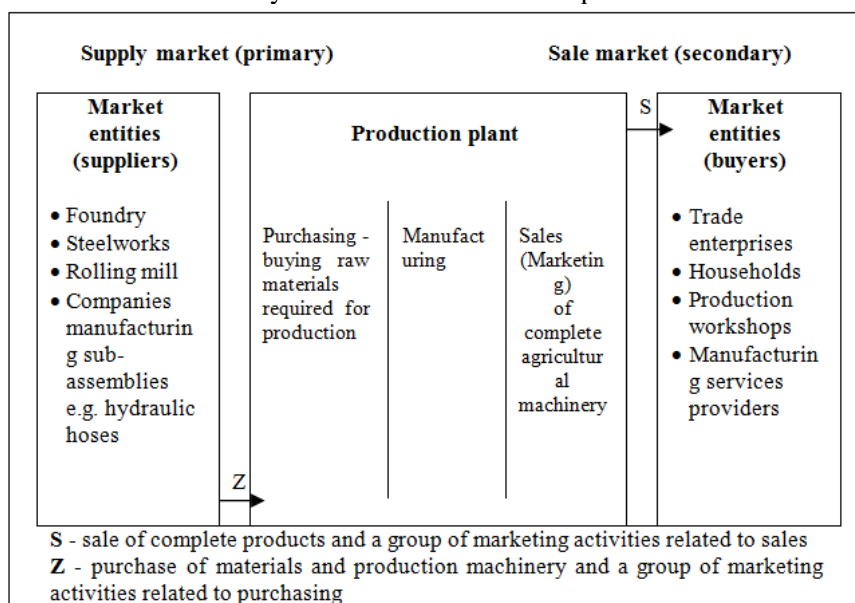 Supply market (primary)
Sale market (secondary)
Market
entities
(suppliers)
• Foundry
• Steelworks
• Rolling mill
• Companies
manufacturin
g sub-
assemblies
e.g. hydraulic
hoses
Z
Production plant
Purchasing -
buying raw
materials
required for
production
Manufact
uring
Sales
(Marketin
g)
of
complete
agricultur
al
machinery
S
Market
entities
(buyers)
• Trade
enterprises
• Households
• Production
workshops
• Manufacturin
g services
providers
S - sale of complete products and a group of marketing activities related to sales
Z - purchase of materials and production machinery and a group of marketing
activities related to purchasing